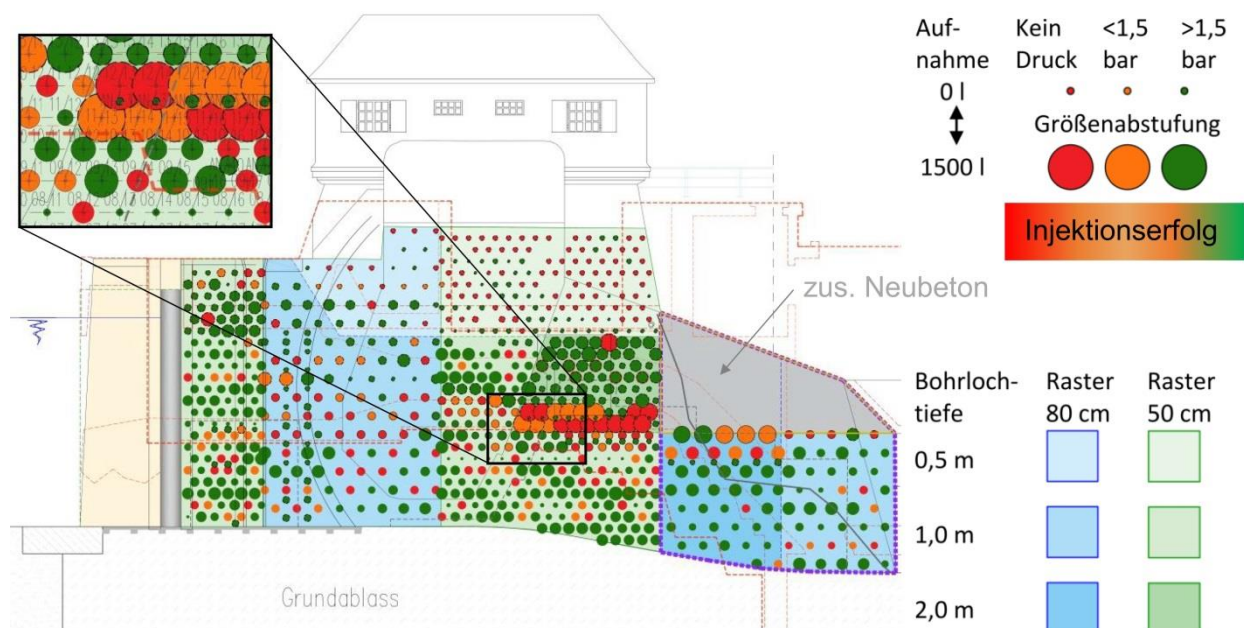 Auf-
nahme
Kein
Druck
<1,5
bar
>1,5
bar
0 l
1500 l
Größenabstufung
Injektionserfolg
zus. Neubeton
Bohrloch-
tiefe
Raster
80 cm
Raster
50 cm
0,5 m
1,0 m
2,0 m
Grundablass